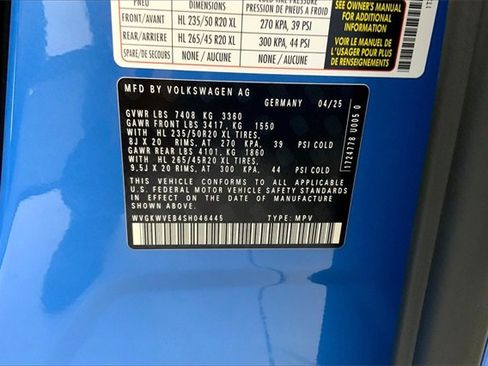 PNEU DIMENSIONS PRESSION DE PNEUS A FROID
FRONT/AVANT HL 235/50 R20 XL 270 KPA, 39 PSI
REAR/ARRIERE HL 265/45 R20 XL 300 KPA, 44 PSI
SPARE/DE SECOURS NONE / AUCUNE NONE / AUCUNE
SEE OWNER'S MANUAL
FOR ADDITIONAL
INFORMATION
VOIR LE MANUEL DE
L'USAGER POUR PLUS
DE RENSEIGNEMENTS
MFD BY VOLKSWAGEN AG
GERMANY 04/25
GVWR LBS 7408 KG 3360
GAWR FRONT LBS 3417, KG 1550
WITH HL 235/50R20 XL TIRES,
8J X 20 RIMS, AT 270 KPA, 39 PSI COLD
GAWR REAR LBS 4101, KG 1860
WITH HL 265/45R20 XL TIRES,
9,5J X 20 RIMS, AT 300 KPA, 44 PSI COLD
THIS VEHICLE CONFORMS TO ALL APPLICABLE
U.S. FEDERAL MOTOR VEHICLE SAFETY STANDARDS
IN EFFECT ON THE DATE OF MANUFACTURE
SHOWN ABOVE.
WVGKWVEB4SH046445 TYPE: MPV
1724778 U005 0